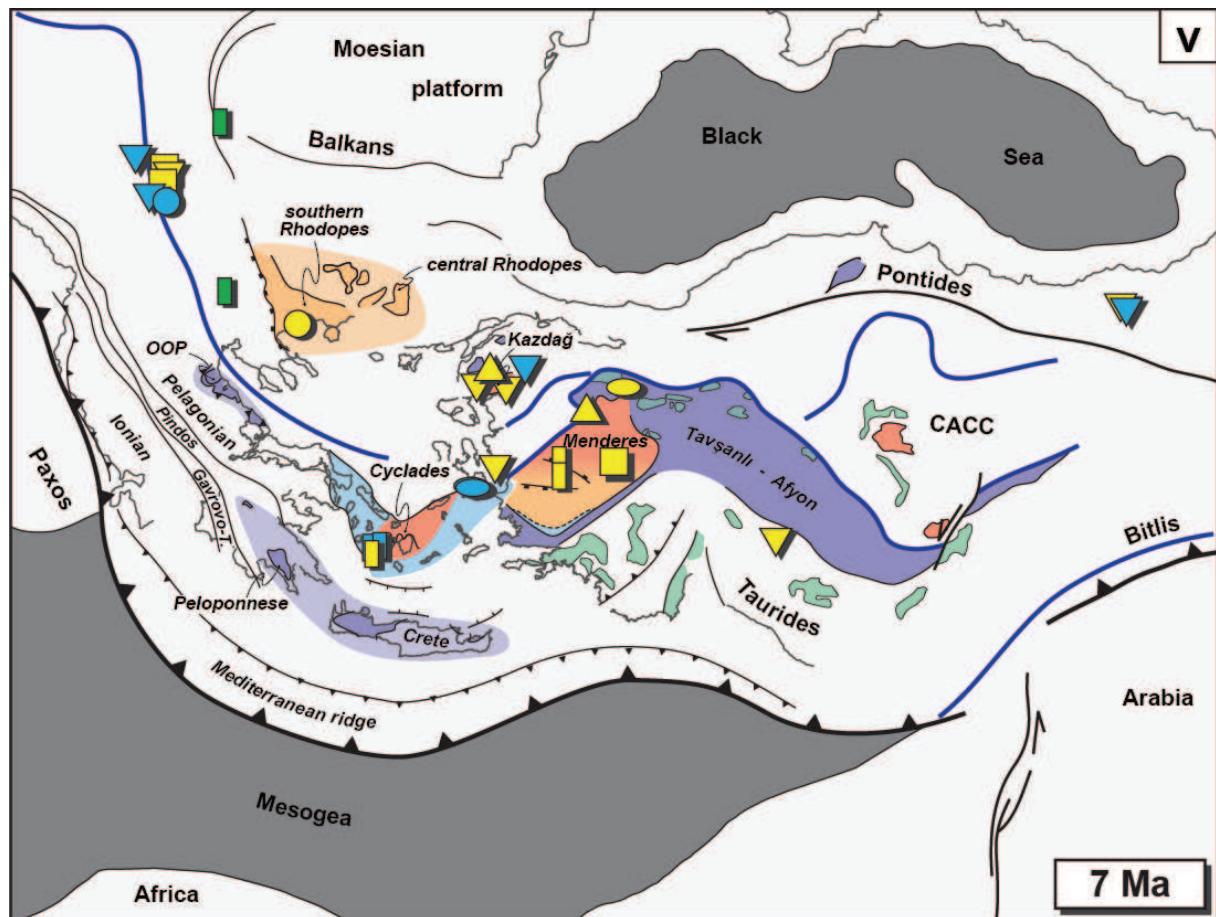 V
Moesian
platform
Balkans
Black
Sea
southern
Rhodopes
central Rhodopes
Pontides
OOP
Kazdağ
Pelagonian
Pindos
Ionian
Gavrovo-T.
Paxos
CACC
Menderes
Tavşanlı - Afyon
Cyclades
Bitlis
Peloponnese
Taurides
Crete
Mediterranean ridge
Arabia
Mesogea
Africa
7 Ma